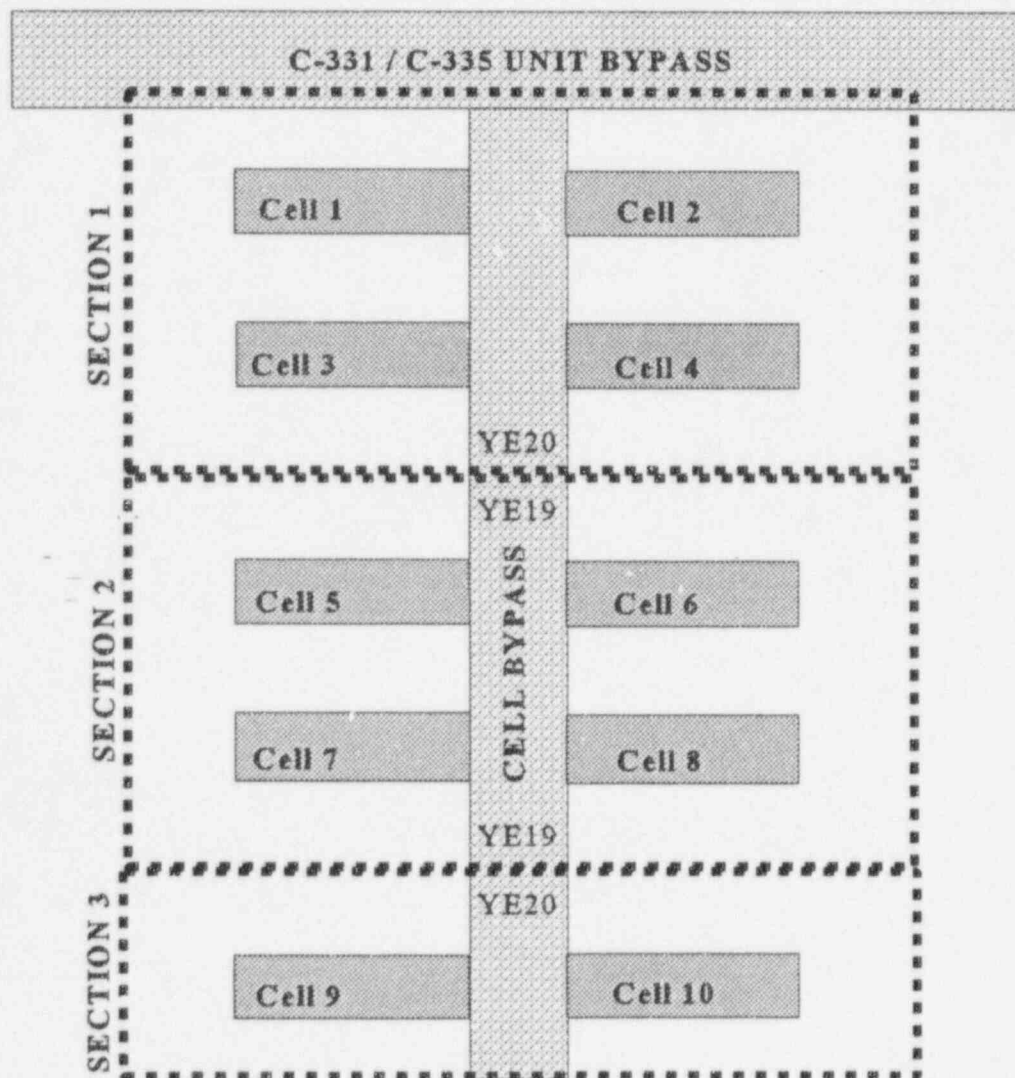 C-331 / C-335 UNIT BYPASS
SECTION 1
Cell 1
Cell 2
Cell 3
Cell 4
YE20
SECTION 2
YE19
Cell 5
Cell 6
CELL BYPASS
Cell 7
Cell 8
YE19
SECTION 3
YE20
Cell 9
Cell 10